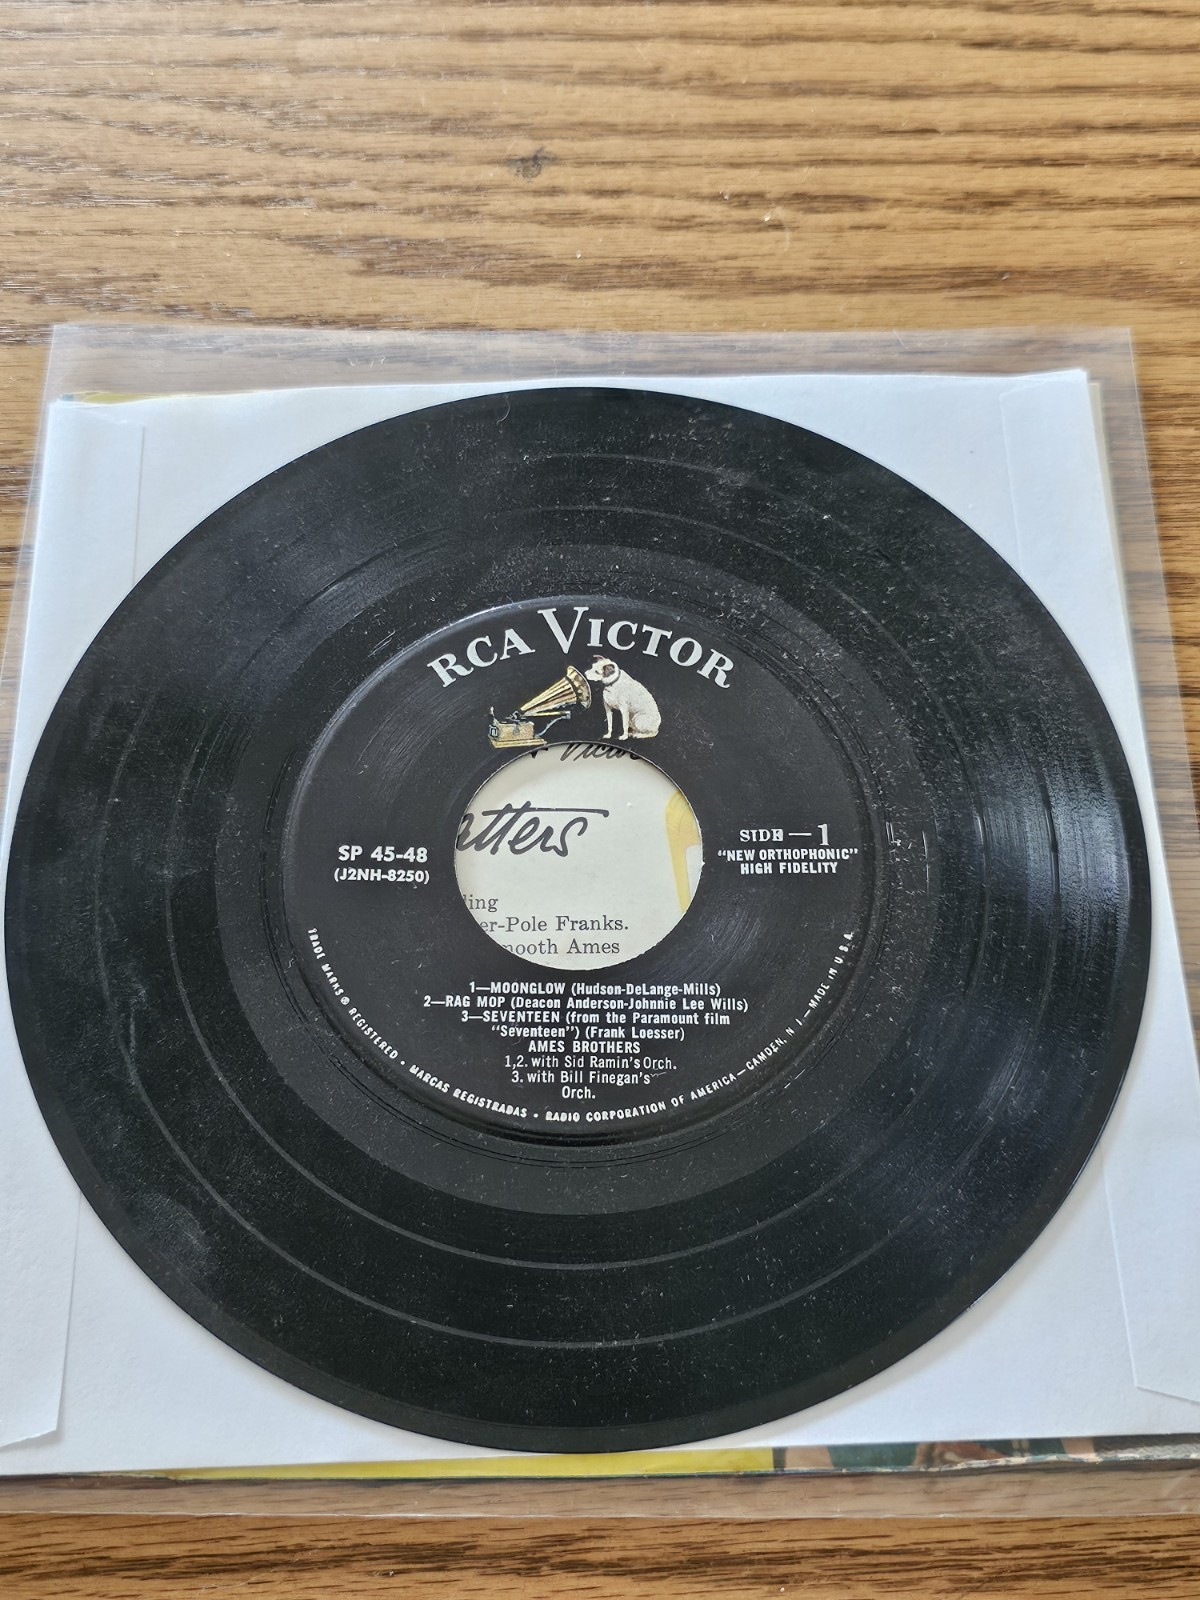 RCA VICTOR
atters
SP 45-48
(J2NH-8250)
SIDE — 1
"NEW ORTHOPHONIC"
HIGH FIDELITY
ling
er-Pole Franks.
mooth Ames
1—MOONGLOW (Hudson-DeLange-Mills)
2—RAG MOP (Deacon Anderson-Johnnie Lee Wills)
3—SEVENTEEN (from the Paramount film
"Seventeen") (Frank Loesser)
AMES BROTHERS
1,2. with Sid Ramin's Orch.
3. with Bill Finegan's
Orch.
TRADE MARKS ® REGISTERED • MARCAS REGISTRADAS • RADIO CORPORATION OF AMERICA—CAMDEN, N. J.—MADE IN U.S.A.